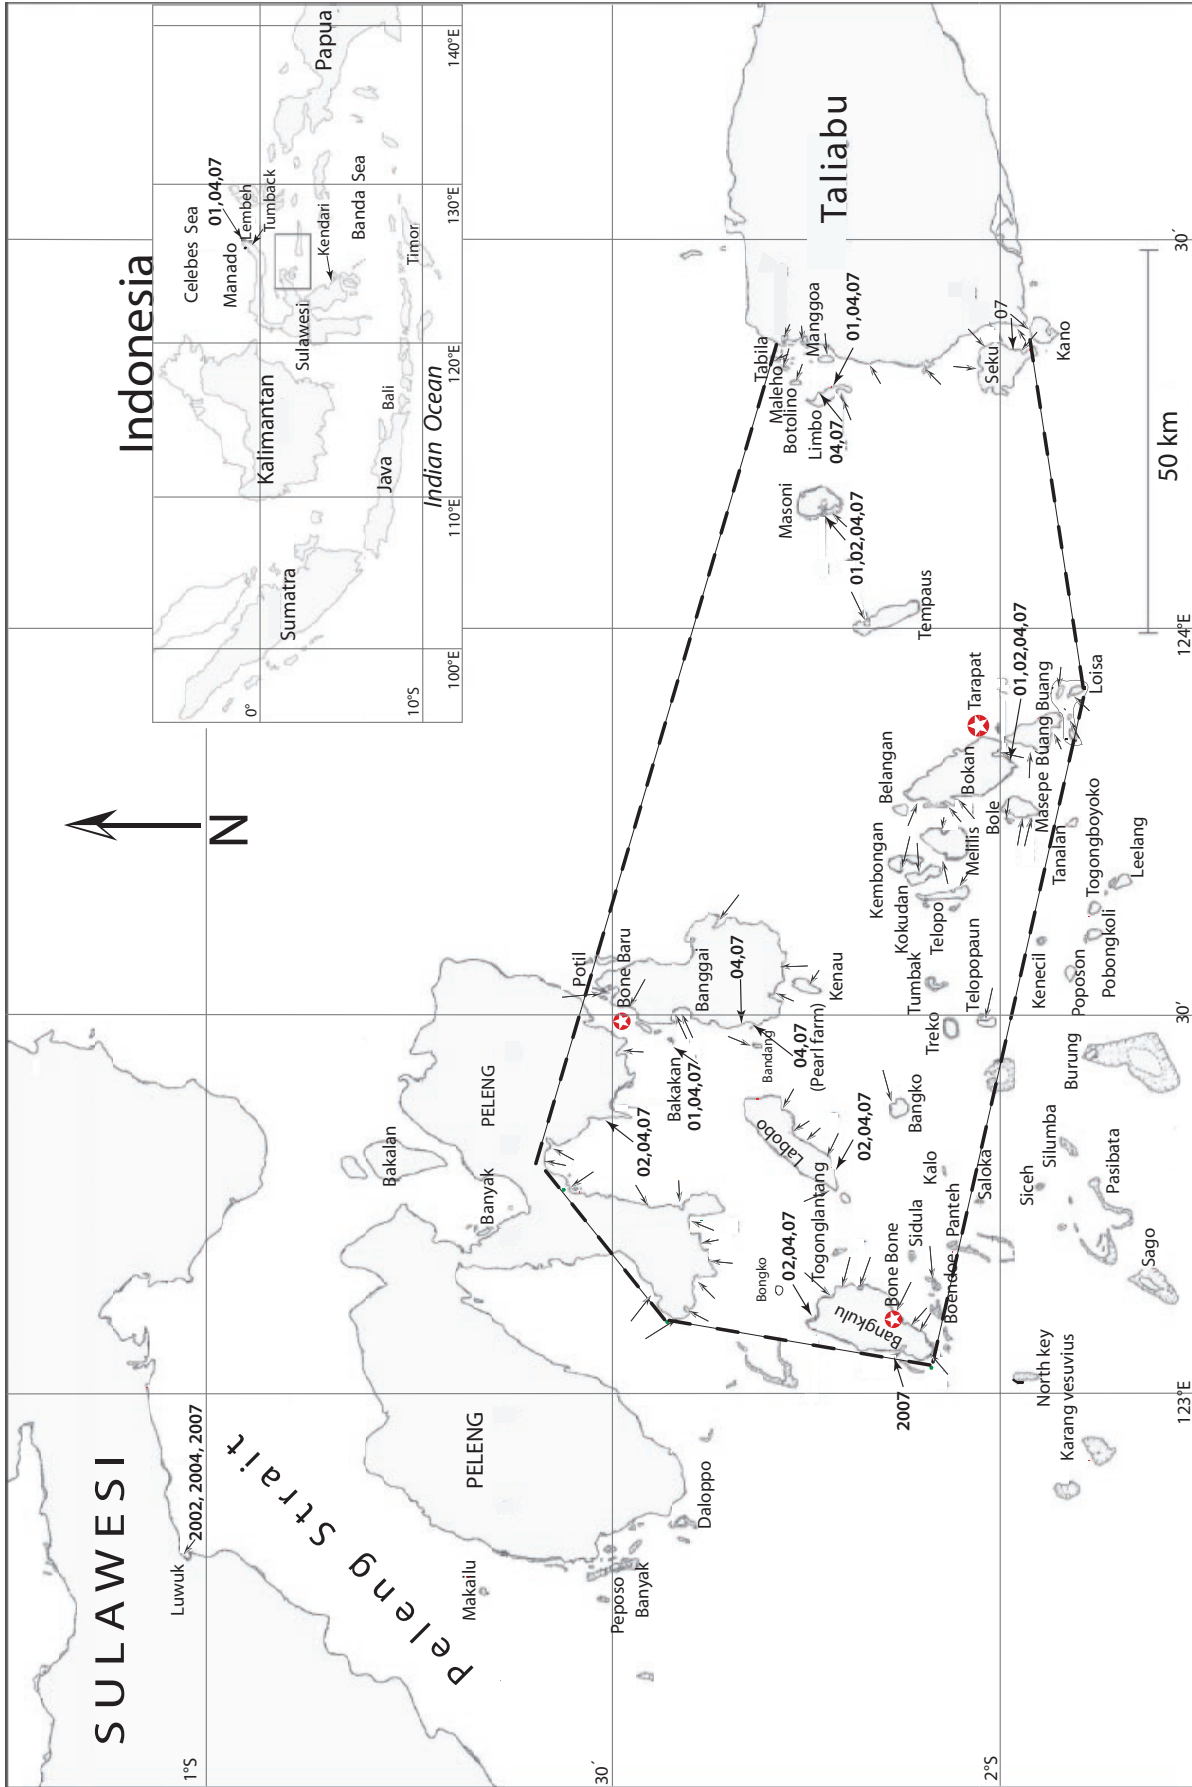 SULAWESI
Indonesia
Celebes Sea
Manado
01,04,07
Lembeh
Tumback
Papua
Kalimantan
Sulawesi
Kendari
Banda Sea
Sumatra
Java
Bali
Timor
Indian Ocean
0°
10°S
100°E
110°E
120°E
130°E
140°E
N
1°S
30´
2°S
123°E
30´
124°E
30´
50 km
Luwuk
2002, 2004, 2007
Peleng Strait
Makailu
PELENG
Peposo
Banyak
Daloppo
Bakalan
Banyak
PELENG
Potil
Bone Baru
02,04,07
Bakakan
01,04,07
Banggai
04,07
Bandang
04,07
(Pearl farm)
Kenau
Labobo
02,04,07
Bongko
02,04,07
Togonglantang
Bangkulu
Bone Bone
2007
Sidula
Kalo
Boendoe
Panteh
Bangko
Saloka
Siceh
Silumba
Pasibata
Sago
North key
Karang vesuvius
Burung
Treko
Tumbak
Telopopaun
Kenecil
Poposon
Pobongkoli
Togongboyoko
Leelang
Tanalan
Kembongan
Kokudan
Telopo
Melilis
Belangan
Bole
Bokan
Masepe
Buang Buang
Tarapat
01,02,04,07
Loisa
Tempaus
01,02,04,07
Masoni
Tabila
Maleho
Botolino
Limbo
04,07
Manggoa
01,04,07
Taliabu
Seku
07
Kano